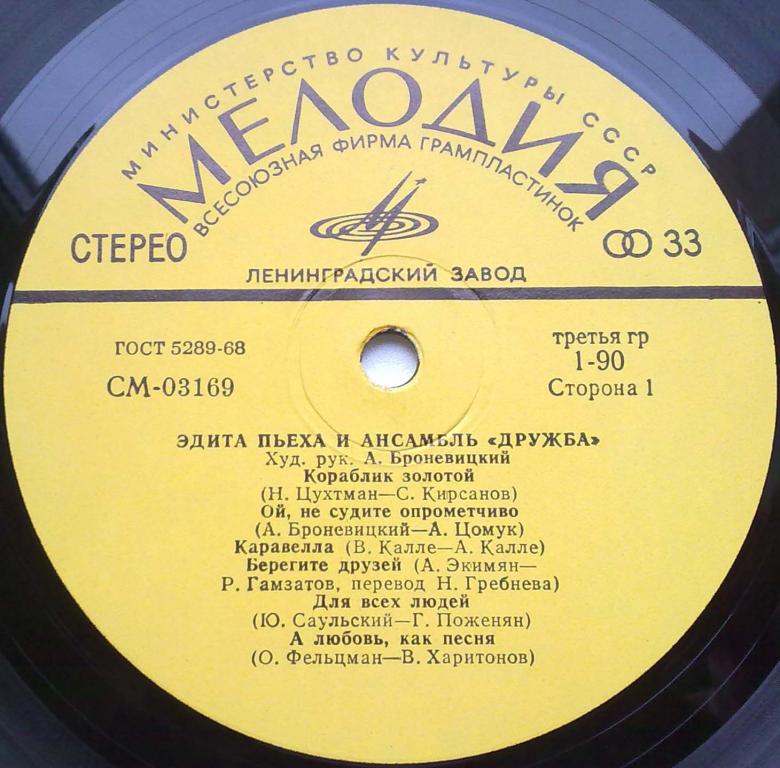 МИНИСТЕРСТВО КУЛЬТУРЫ СССР
МЕЛОДИЯ
ВСЕСОЮЗНАЯ ФИРМА ГРАМПЛАСТИНОК
СТЕРЕО
33
ЛЕНИНГРАДСКИЙ ЗАВОД
ГОСТ 5289-68
третья гр
СМ-03169
1-90
Сторона 1
ЭДИТА ПЬЕХА И АНСАМБЛЬ «ДРУЖБА»
Худ. рук. А. Броневицкий
Кораблик золотой
(Н. Цухтман—С. Кирсанов)
Ой, не судите опрометчиво
(А. Броневицкий—А. Цомук)
Каравелла (В. Калле—А. Калле)
Берегите друзей (А. Экимян—
Р. Гамзатов, перевод Н. Гребнева)
Для всех людей
(Ю. Саульский—Г. Поженян)
А любовь, как песня
(О. Фельцман—В. Харитонов)